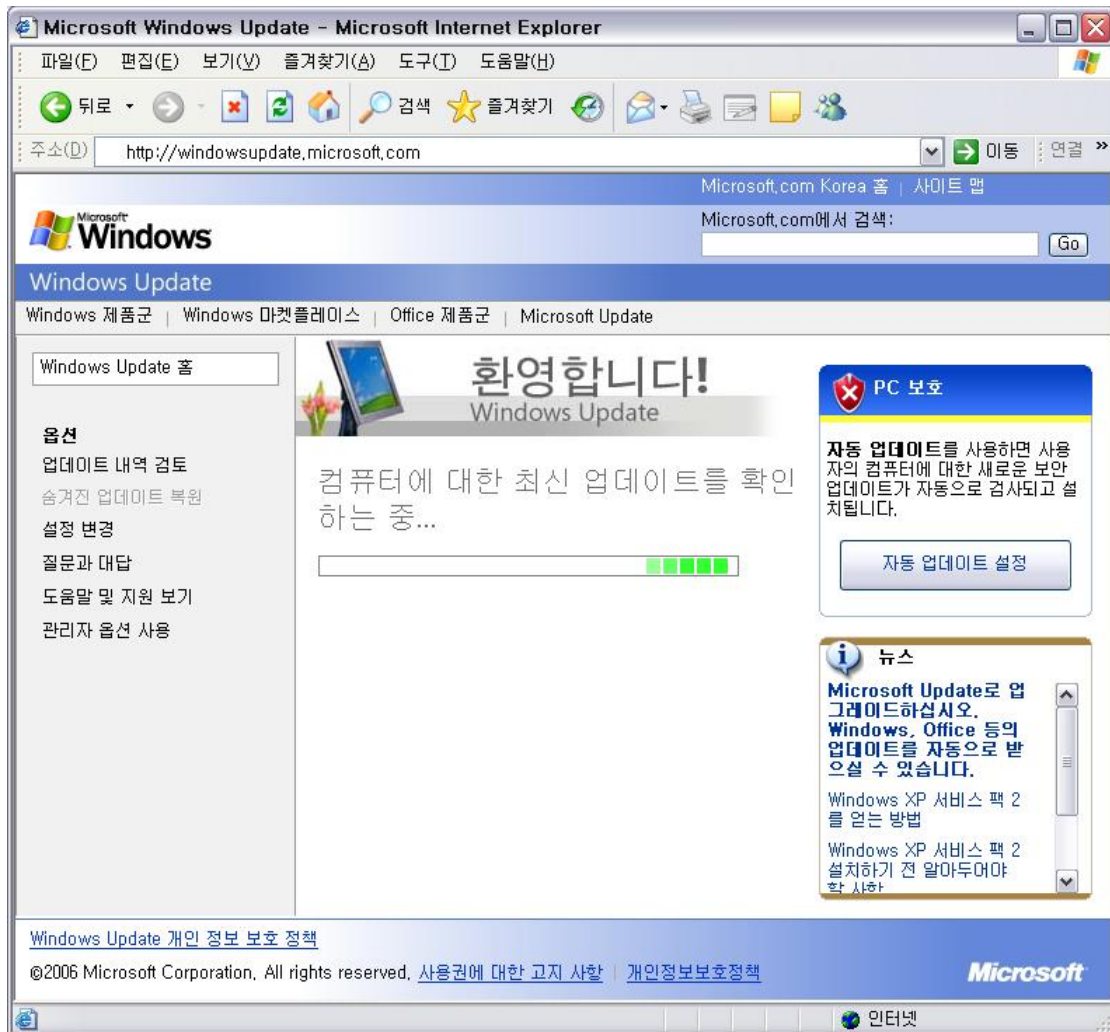 Microsoft Windows Update - Microsoft Internet Explorer
파일(F) 편집(E) 보기(V) 즐겨찾기(A) 도구(T) 도움말(H)
뒤로 검색 즐겨찾기
주소(D) http://windowsupdate.microsoft.com 이동 연결 »
Microsoft.com Korea 홈 | 사이트 맵
Microsoft Windows
Microsoft.com에서 검색:
Go
Windows Update
Windows 제품군 | Windows 마켓플레이스 | Office 제품군 | Microsoft Update
Windows Update 홈
옵션
업데이트 내역 검토
숨겨진 업데이트 복원
설정 변경
질문과 대답
도움말 및 지원 보기
관리자 옵션 사용
환영합니다!
Windows Update
컴퓨터에 대한 최신 업데이트를 확인
하는 중...
PC 보호
자동 업데이트를 사용하면 사용
자의 컴퓨터에 대한 새로운 보안
업데이트가 자동으로 검사되고 설
치됩니다.
자동 업데이트 설정
뉴스
Microsoft Update로 업
그레이드하십시오.
Windows, Office 등의
업데이트를 자동으로 받
으실 수 있습니다.
Windows XP 서비스 팩 2
를 얻는 방법
Windows XP 서비스 팩 2
설치하기 전 알아두어야
할 사항
Windows Update 개인 정보 보호 정책
©2006 Microsoft Corporation. All rights reserved. 사용권에 대한 고지 사항 | 개인정보보호정책
Microsoft
인터넷